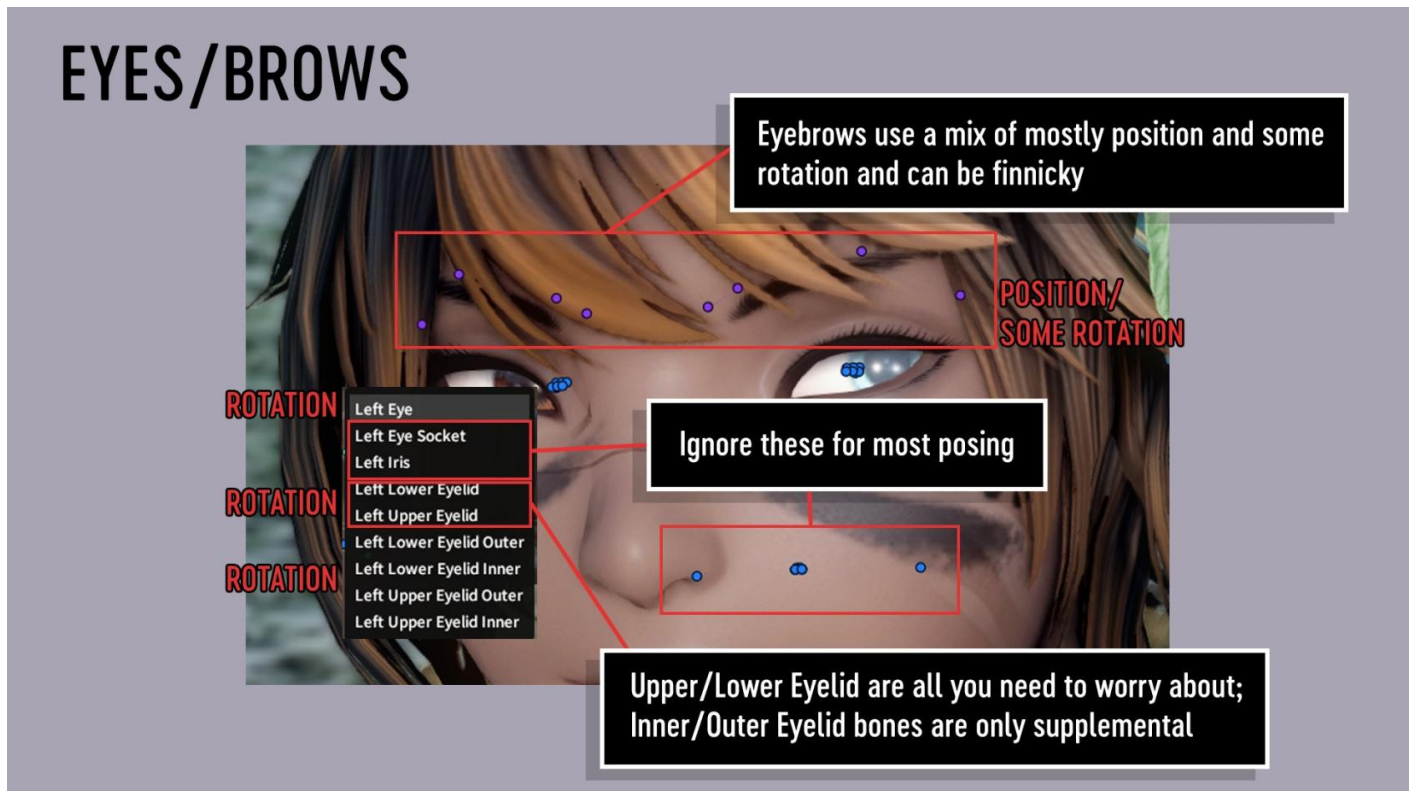 EYES/BROWS
Eyebrows use a mix of mostly position and some
rotation and can be finnicky
POSITION/
SOME ROTATION
ROTATION
Left Eye
Left Eye Socket
Left Iris
Ignore these for most posing
ROTATION
Left Lower Eyelid
Left Upper Eyelid
Left Lower Eyelid Outer
ROTATION
Left Lower Eyelid Inner
Left Upper Eyelid Outer
Left Upper Eyelid Inner
Upper/Lower Eyelid are all you need to worry about;
Inner/Outer Eyelid bones are only supplemental